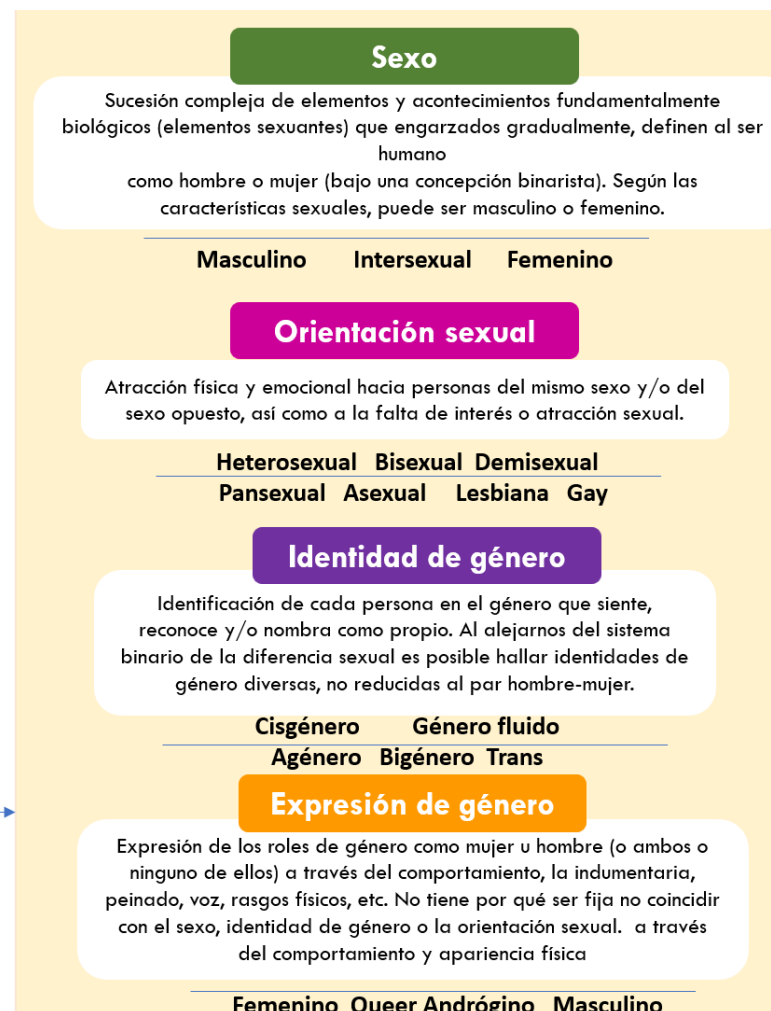 Sexo
Sucesión compleja de elementos y acontecimientos fundamentalmente
biológicos (elementos sexuantes) que engarzados gradualmente, definen al ser
humano
como hombre o mujer (bajo una concepción binarista). Según las
características sexuales, puede ser masculino o femenino.
Masculino Intersexual Femenino
Orientación sexual
Atracción física y emocional hacia personas del mismo sexo y/o del
sexo opuesto, así como a la falta de interés o atracción sexual.
Heterosexual Bisexual Demisexual
Pansexual Asexual Lesbiana Gay
Identidad de género
Identificación de cada persona en el género que siente,
reconoce y/o nombra como propio. Al alejarnos del sistema
binario de la diferencia sexual es posible hallar identidades de
género diversas, no reducidas al par hombre-mujer.
Cisgénero Género fluido
Agénero Bigénero Trans
Expresión de género
Expresión de los roles de género como mujer u hombre (o ambos o
ninguno de ellos) a través del comportamiento, la indumentaria,
peinado, voz, rasgos físicos, etc. No tiene por qué ser fija no coincidir
con el sexo, identidad de género o la orientación sexual. a través
del comportamiento y apariencia física
Femenino Queer Andrógino Masculino